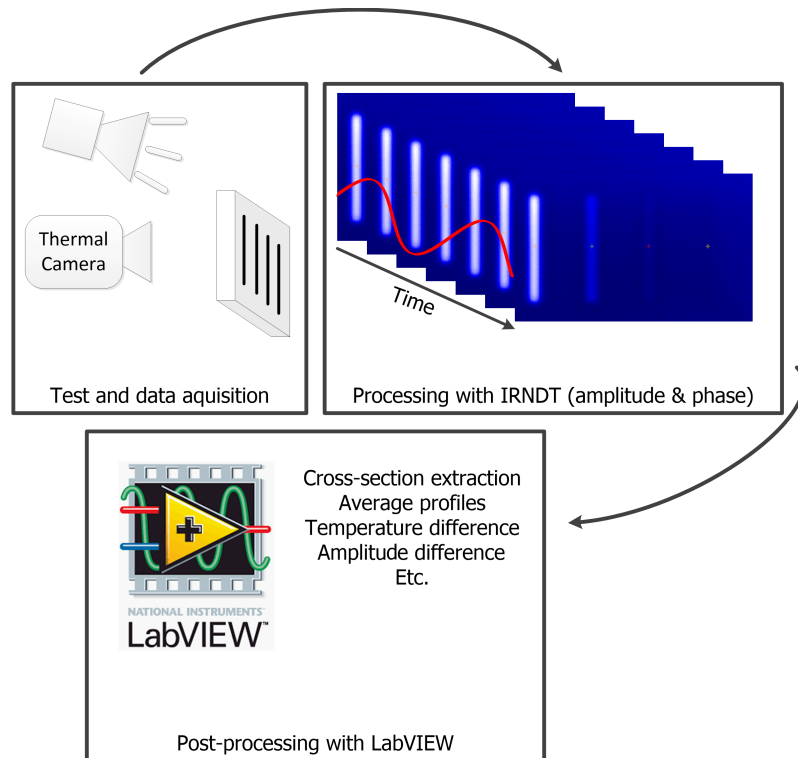 Thermal
Camera
Test and data aquisition
Time
Processing with IRNDT (amplitude & phase)
Cross-section extraction
Average profiles
Temperature difference
Amplitude difference
Etc.
NATIONAL INSTRUMENTS
LabVIEW™
Post-processing with LabVIEW